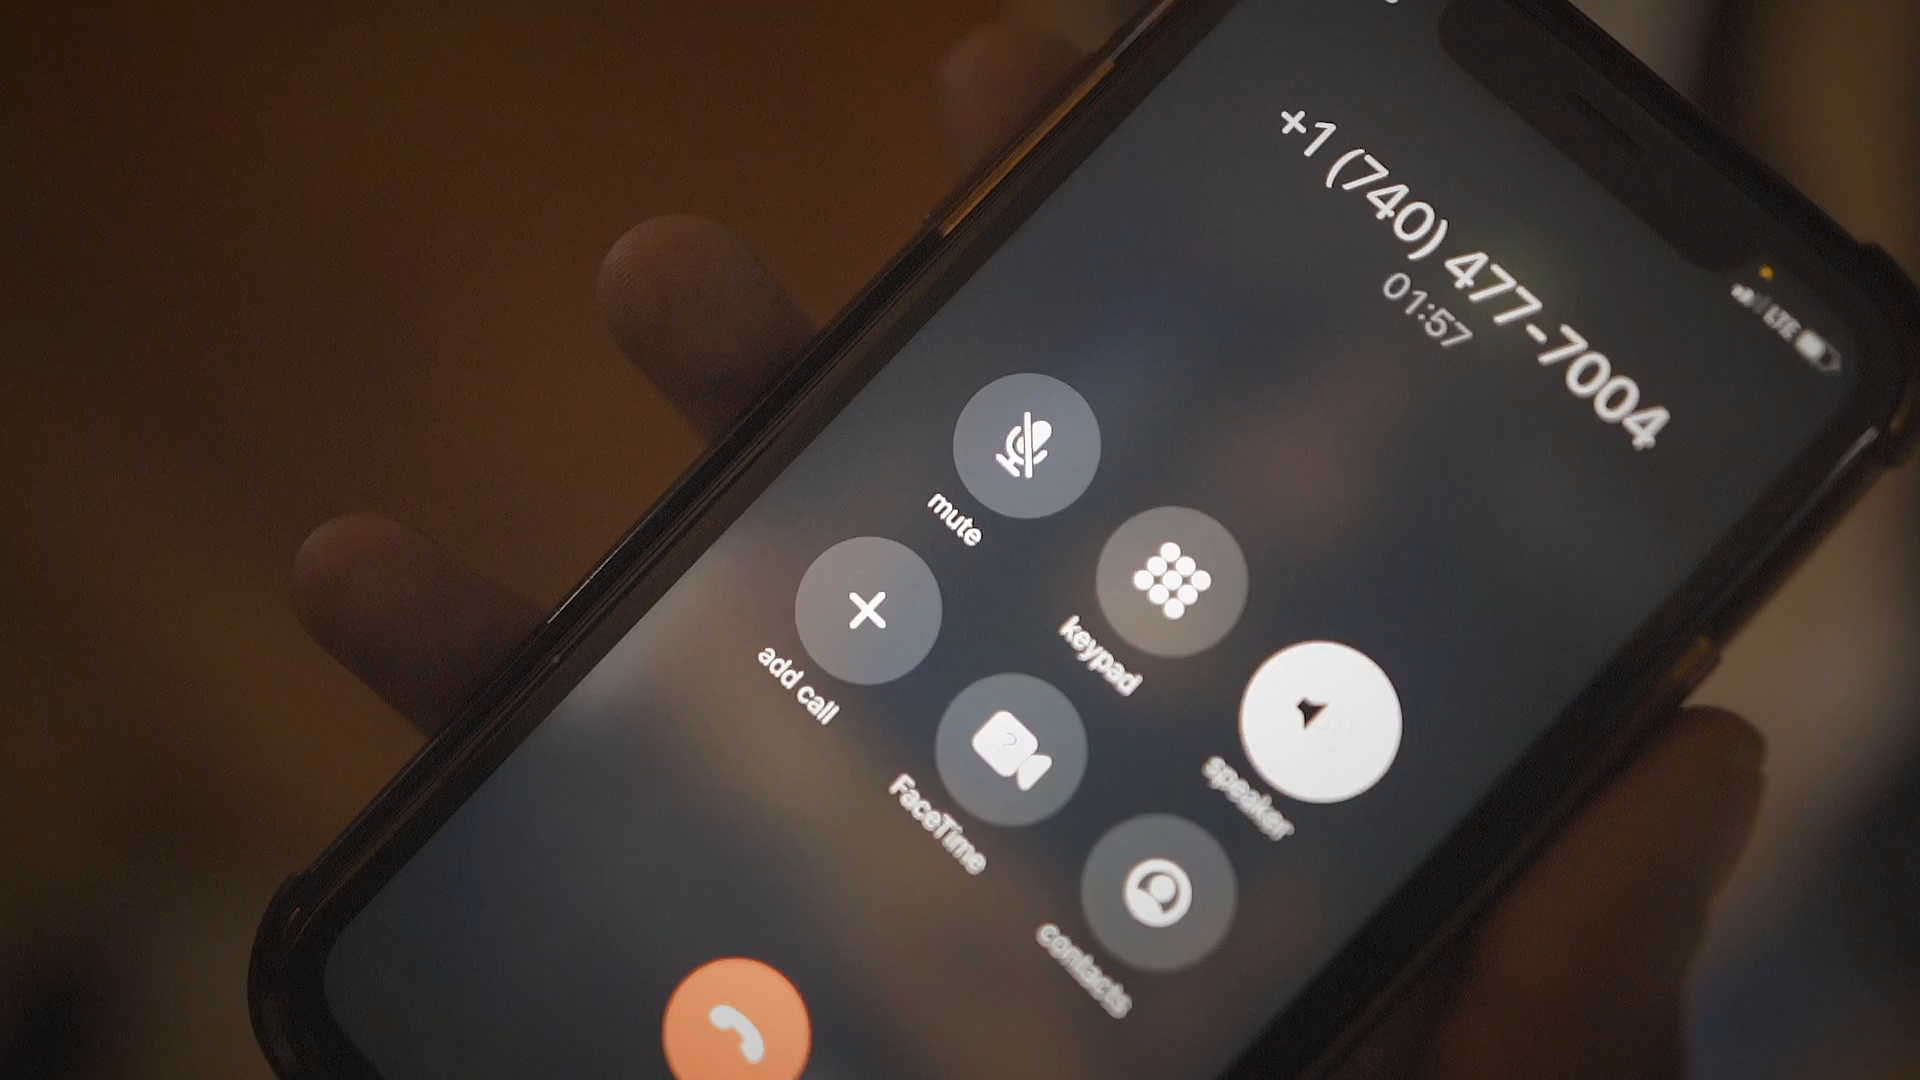 LTE
+1 (740) 477-7004
01:57
mute
keypad
speaker
add call
FaceTime
contacts